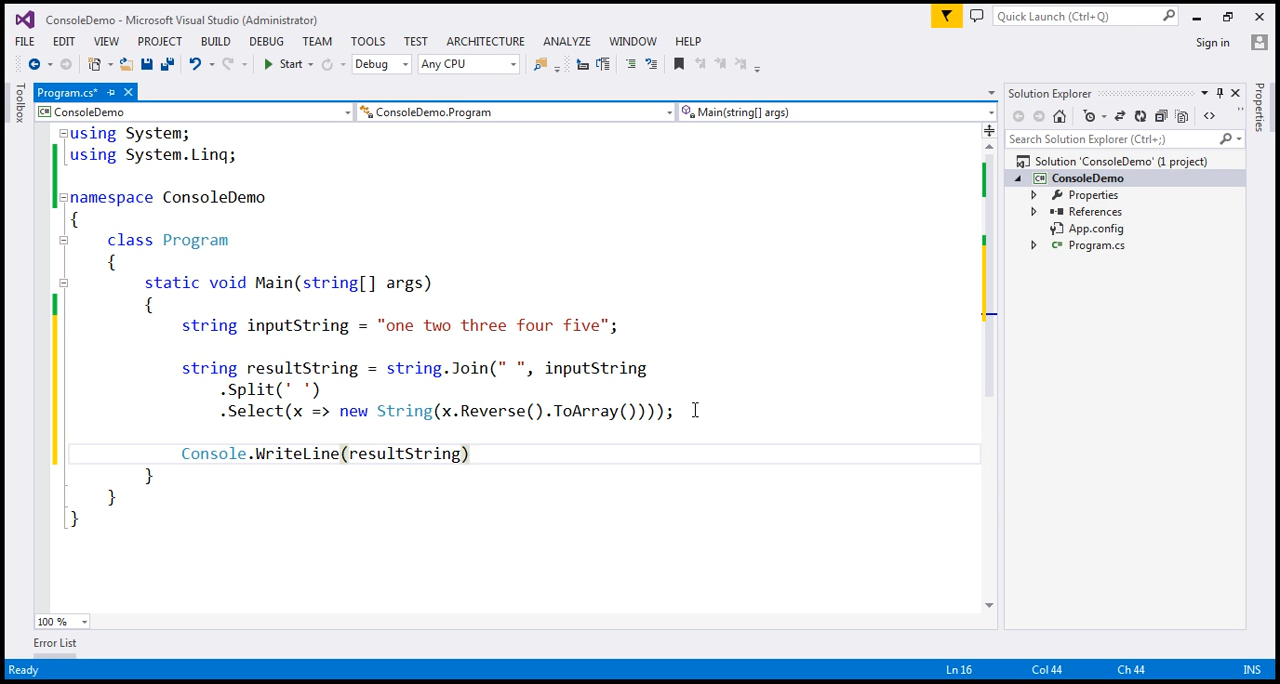 ConsoleDemo - Microsoft Visual Studio (Administrator)
Quick Launch (Ctrl+Q)
FILE EDIT VIEW PROJECT BUILD DEBUG TEAM TOOLS TEST ARCHITECTURE ANALYZE WINDOW HELP
Sign in
Start Debug Any CPU
Toolbox
Program.cs*
ConsoleDemo ConsoleDemo.Program Main(string[] args)
using System;
using System.Linq;
namespace ConsoleDemo
{
class Program
{
static void Main(string[] args)
{
string inputString = "one two three four five";
string resultString = string.Join(" ", inputString
.Split(' ')
.Select(x => new String(x.Reverse().ToArray())));
Console.WriteLine(resultString)
}
}
}
100 %
Solution Explorer
Search Solution Explorer (Ctrl+;)
Solution 'ConsoleDemo' (1 project)
C# ConsoleDemo
Properties
References
App.config
C# Program.cs
Properties
Error List
Ready Ln 16 Col 44 Ch 44 INS